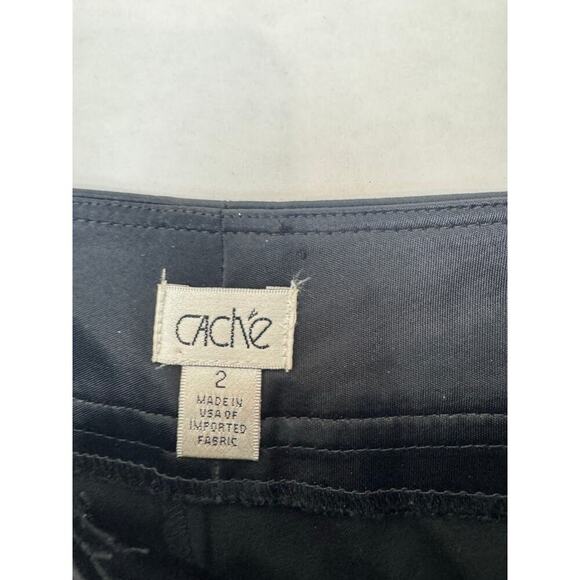 CAChé
2
MADE IN
USA OF
IMPORTED
FABRIC